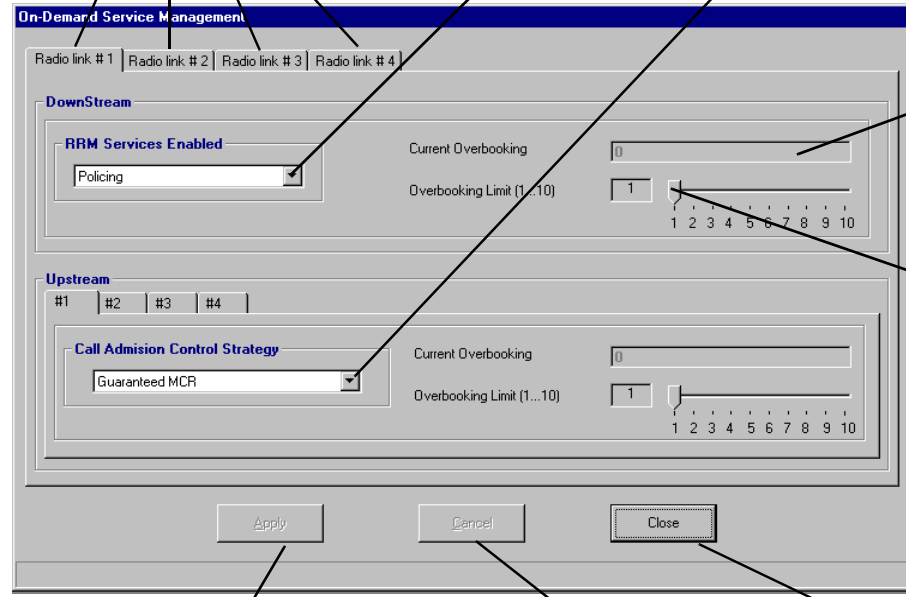 On-Demand Service Management
Radio link # 1 Radio link # 2 Radio link # 3 Radio link # 4
DownStream
RRM Services Enabled
Policing
Current Overbooking 0
Overbooking Limit (1...10) 1
1 2 3 4 5 6 7 8 9 10
Upstream
#1 #2 #3 #4
Call Admision Control Strategy
Guaranteed MCR
Current Overbooking 0
Overbooking Limit (1...10) 1
1 2 3 4 5 6 7 8 9 10
Apply Cancel Close